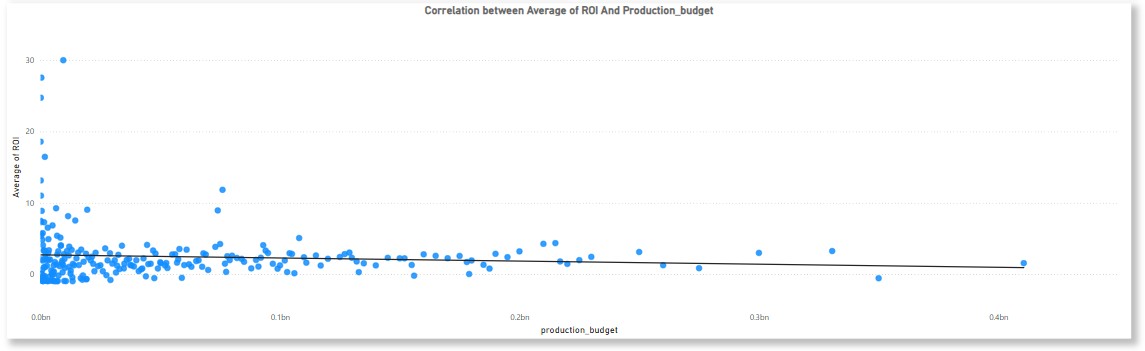 Correlation between Average of ROI And Production_budget
30
20
10
0
Average of ROI
0.0bn 0.1bn 0.2bn 0.3bn 0.4bn
production_budget